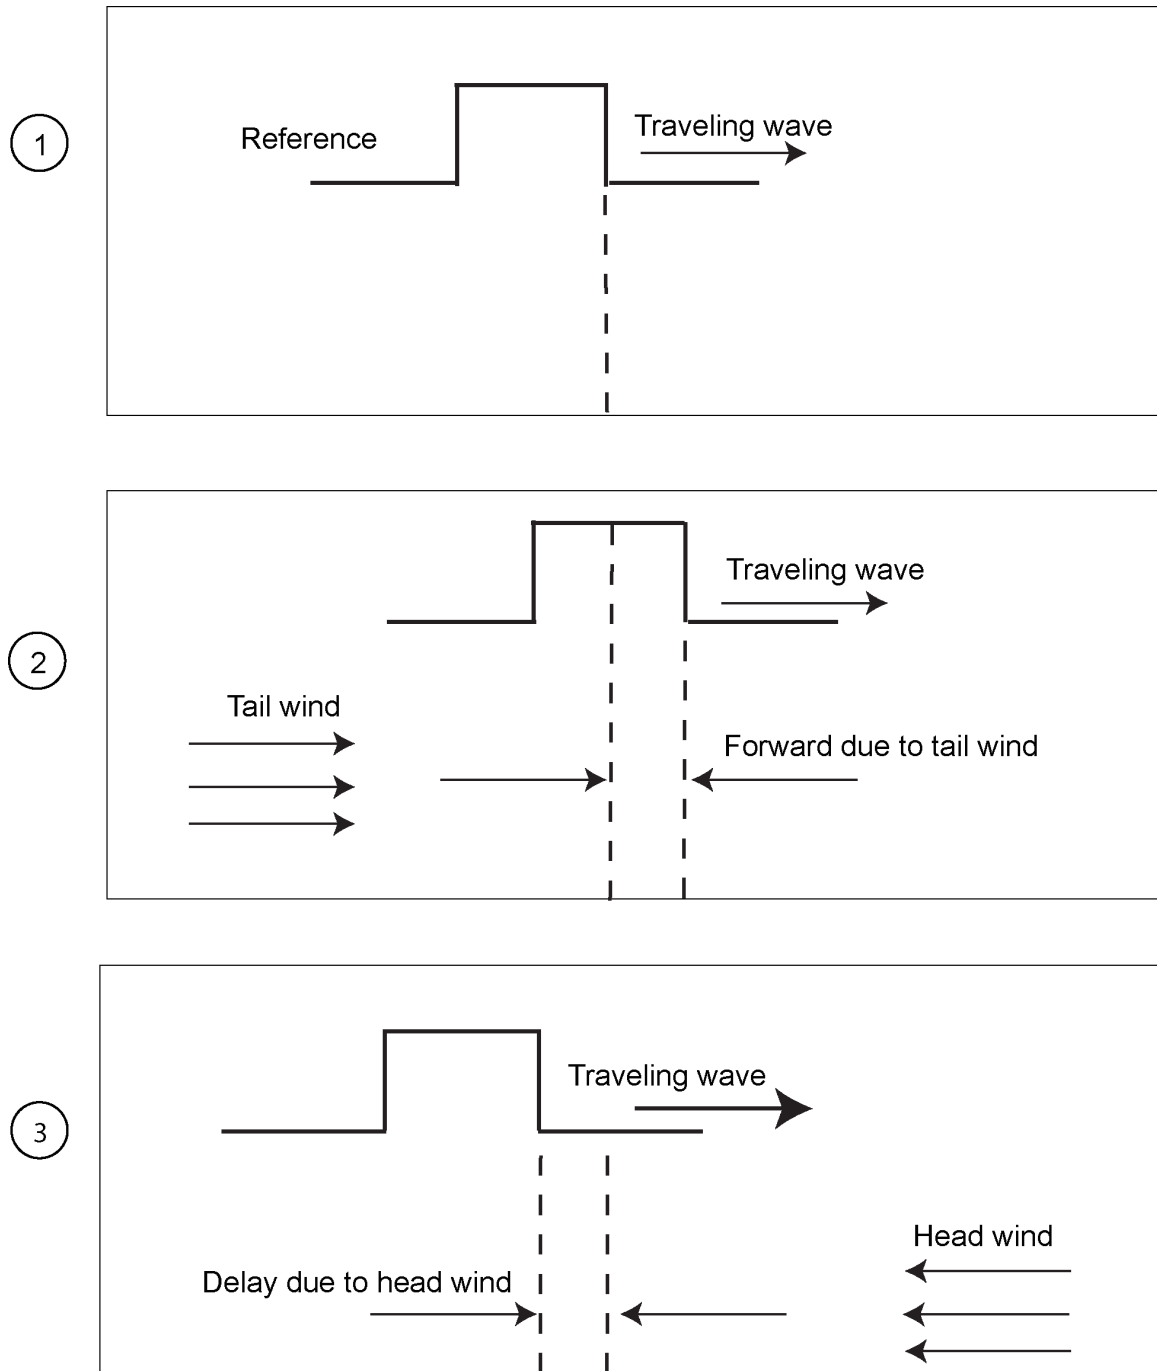 1
Reference
Traveling wave
2
Traveling wave
Tail wind
Forward due to tail wind
3
Traveling wave
Head wind
Delay due to head wind